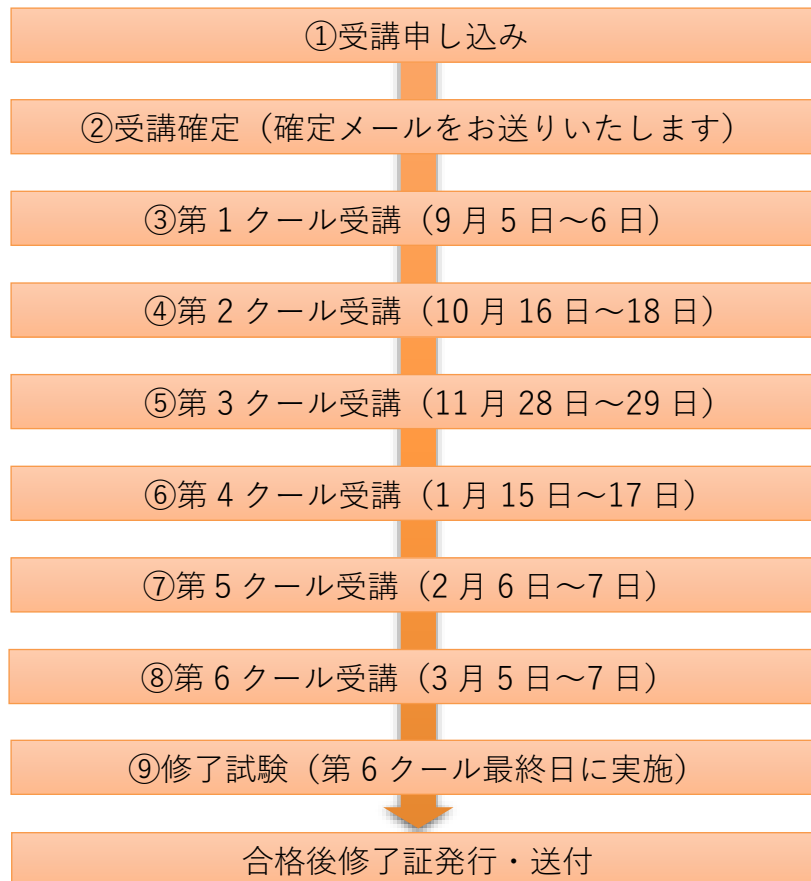 ①受講申し込み
②受講確定（確定メールをお送りいたします）
③第 1 クール受講（9 月 5 日～6 日）
④第 2 クール受講（10 月 16 日～18 日）
⑤第 3 クール受講（11 月 28 日～29 日）
⑥第 4 クール受講（1 月 15 日～17 日）
⑦第 5 クール受講（2 月 6 日～7 日）
⑧第 6 クール受講（3 月 5 日～7 日）
⑨修了試験（第 6 クール最終日に実施）
合格後修了証発行・送付